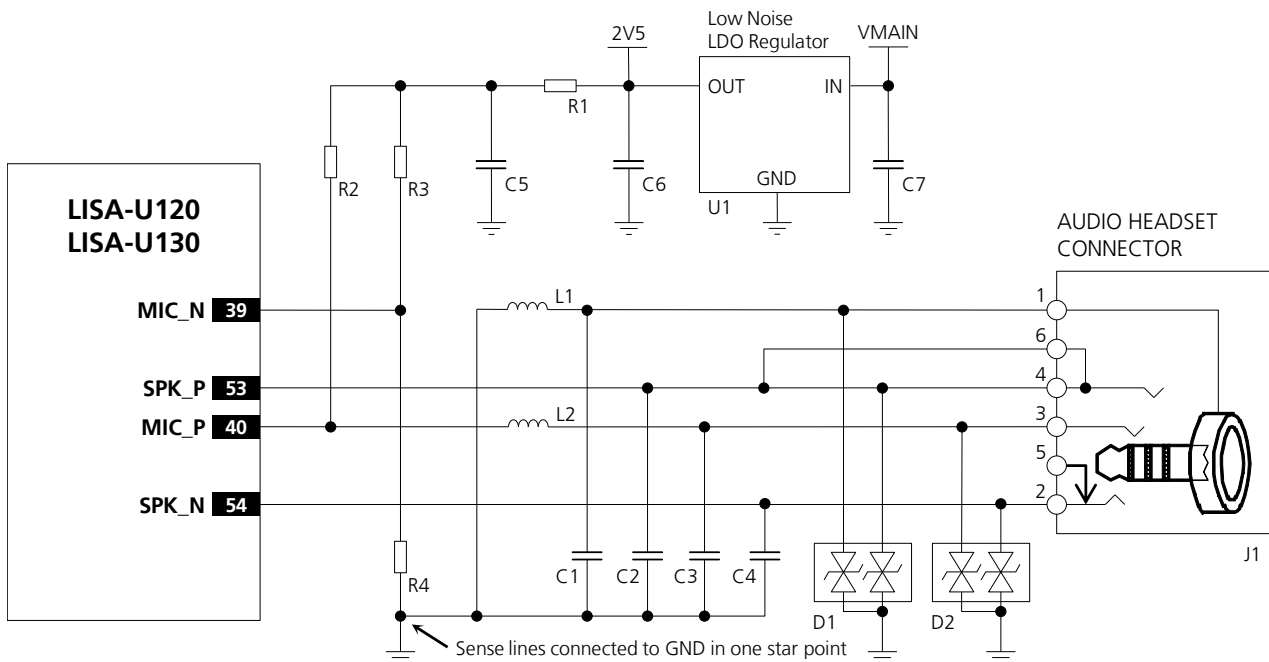 Low Noise
LDO Regulator
2V5
VMAIN
OUT
IN
R1
GND
R2
R3
C5
C6
U1
C7
LISA-U120
LISA-U130
AUDIO HEADSET
CONNECTOR
MIC_N 39
L1
1
6
SPK_P 53
4
MIC_P 40
L2
3
5
SPK_N 54
2
R4
C1
C2
C3
C4
D1
D2
J1
Sense lines connected to GND in one star point